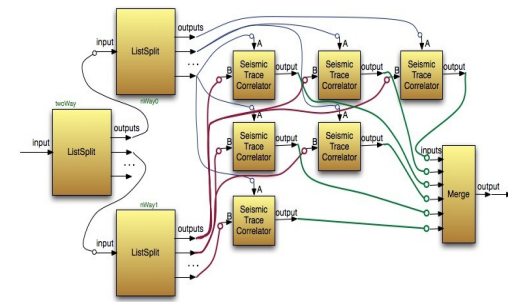 outputs
input
ListSplit
...
nWay0
twoWay
outputs
input
ListSplit
...
nWay1
outputs
input
ListSplit
...
A
B
Seismic
Trace
Correlator
output
A
B
Seismic
Trace
Correlator
output
A
B
Seismic
Trace
Correlator
output
A
B
Seismic
Trace
Correlator
output
A
B
Seismic
Trace
Correlator
output
A
B
Seismic
Trace
Correlator
output
inputs
Merge
output